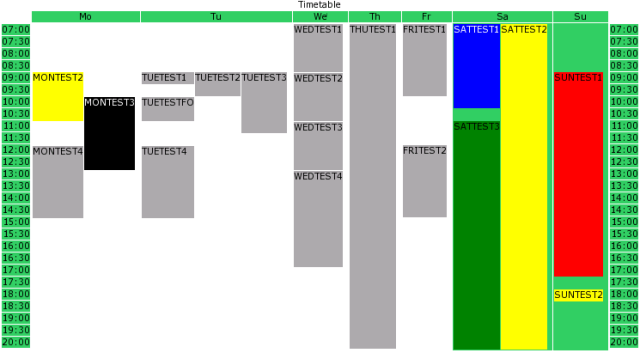 Timetable
Mo Tu We Th Fr Sa Su
07:00 WEDTEST1 THUTEST1 FRITEST1 SATTEST1 SATTEST2 07:00
07:30 07:30
08:00 08:00
08:30 08:30
09:00 MONTEST2 TUETEST1 TUETEST2 TUETEST3 WEDTEST2 SUNTEST1 09:00
09:30 09:30
10:00 MONTEST3 TUETESTFO 10:00
10:30 10:30
11:00 WEDTEST3 SATTEST3 11:00
11:30 11:30
12:00 MONTEST4 TUETEST4 FRITEST2 12:00
12:30 12:30
13:00 WEDTEST4 13:00
13:30 13:30
14:00 14:00
14:30 14:30
15:00 15:00
15:30 15:30
16:00 16:00
16:30 16:30
17:00 17:00
17:30 17:30
18:00 SUNTEST2 18:00
18:30 18:30
19:00 19:00
19:30 19:30
20:00 20:00